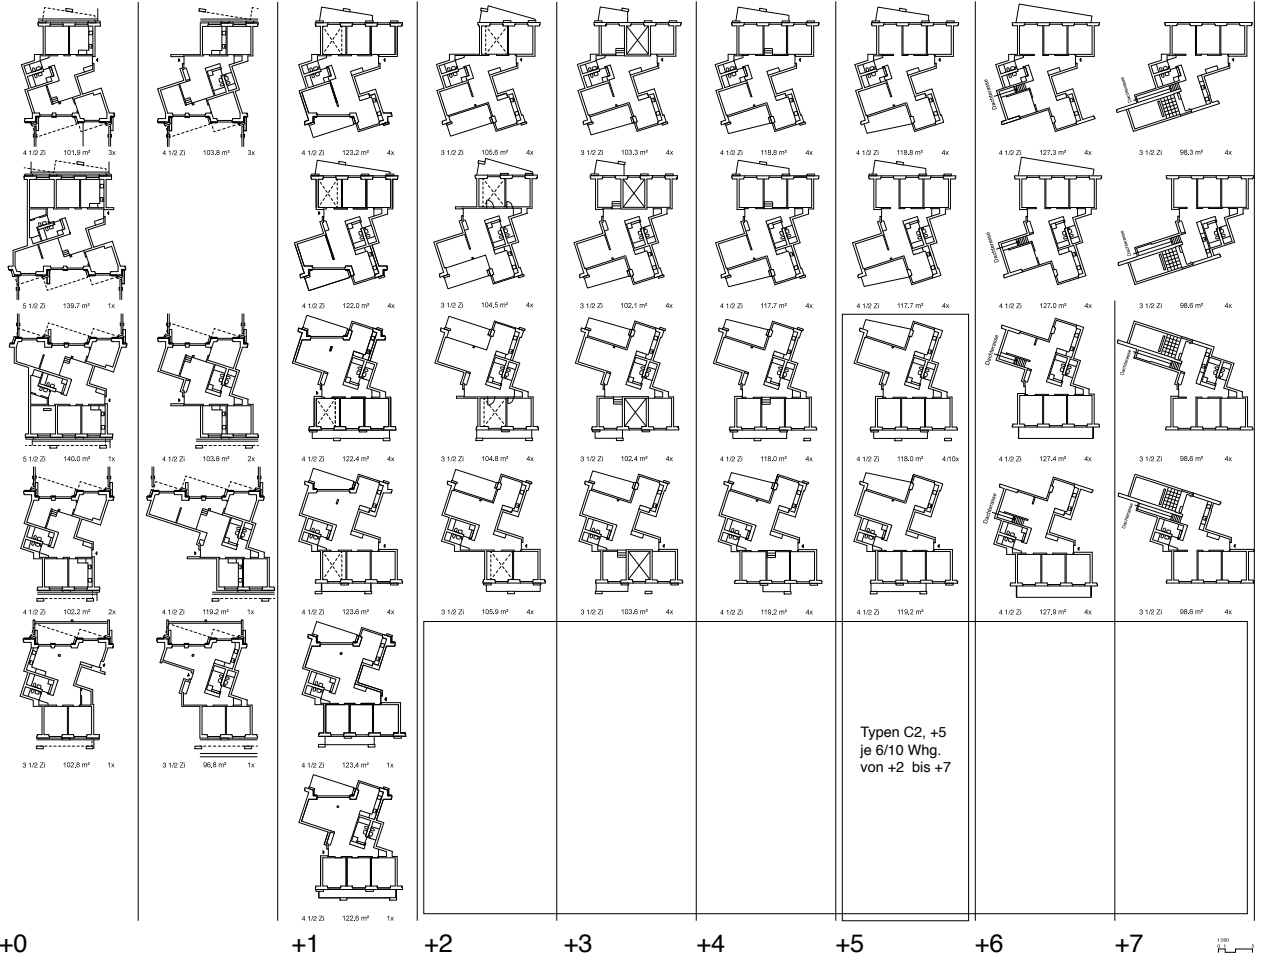 4 1/2 Zi 101.9 m² 3x
4 1/2 Zi 103.8 m² 3x
4 1/2 Zi 123.2 m² 4x
3 1/2 Zi 105.6 m² 4x
3 1/2 Zi 103.3 m² 4x
4 1/2 Zi 118.8 m² 4x
4 1/2 Zi 118.8 m² 4x
Dachterrasse
4 1/2 Zi 127.3 m² 4x
Dachterrasse
3 1/2 Zi 98.3 m² 4x
5 1/2 Zi 139.7 m² 1x
4 1/2 Zi 122.0 m² 4x
3 1/2 Zi 104.5 m² 4x
3 1/2 Zi 102.1 m² 4x
4 1/2 Zi 117.7 m² 4x
4 1/2 Zi 117.7 m² 4x
Dachterrasse
4 1/2 Zi 127.0 m² 4x
Dachterrasse
3 1/2 Zi 98.6 m² 4x
5 1/2 Zi 140.0 m² 1x
4 1/2 Zi 103.8 m² 2x
4 1/2 Zi 122.4 m² 4x
3 1/2 Zi 104.8 m² 4x
3 1/2 Zi 102.4 m² 4x
4 1/2 Zi 118.0 m² 4x
4 1/2 Zi 118.0 m² 4/10x
Dachterrasse
4 1/2 Zi 127.4 m² 4x
Dachterrasse
3 1/2 Zi 98.6 m² 4x
4 1/2 Zi 102.2 m² 2x
4 1/2 Zi 119.2 m² 1x
4 1/2 Zi 123.6 m² 4x
3 1/2 Zi 105.9 m² 4x
3 1/2 Zi 103.6 m² 4x
4 1/2 Zi 119,2 m² 4x
4 1/2 Zi 119,2 m²
Dachterrasse
4 1/2 Zi 127,9 m² 4x
Dachterrasse
3 1/2 Zi 98.6 m² 4x
3 1/2 Zi 102,8 m² 1x
3 1/2 Zi 96,8 m² 1x
4 1/2 Zi 123,4 m² 1x
Typen C2, +5
je 6/10 Whg.
von +2 bis +7
4 1/2 Zi 122.6 m² 1x
+0 +1 +2 +3 +4 +5 +6 +7
1:500